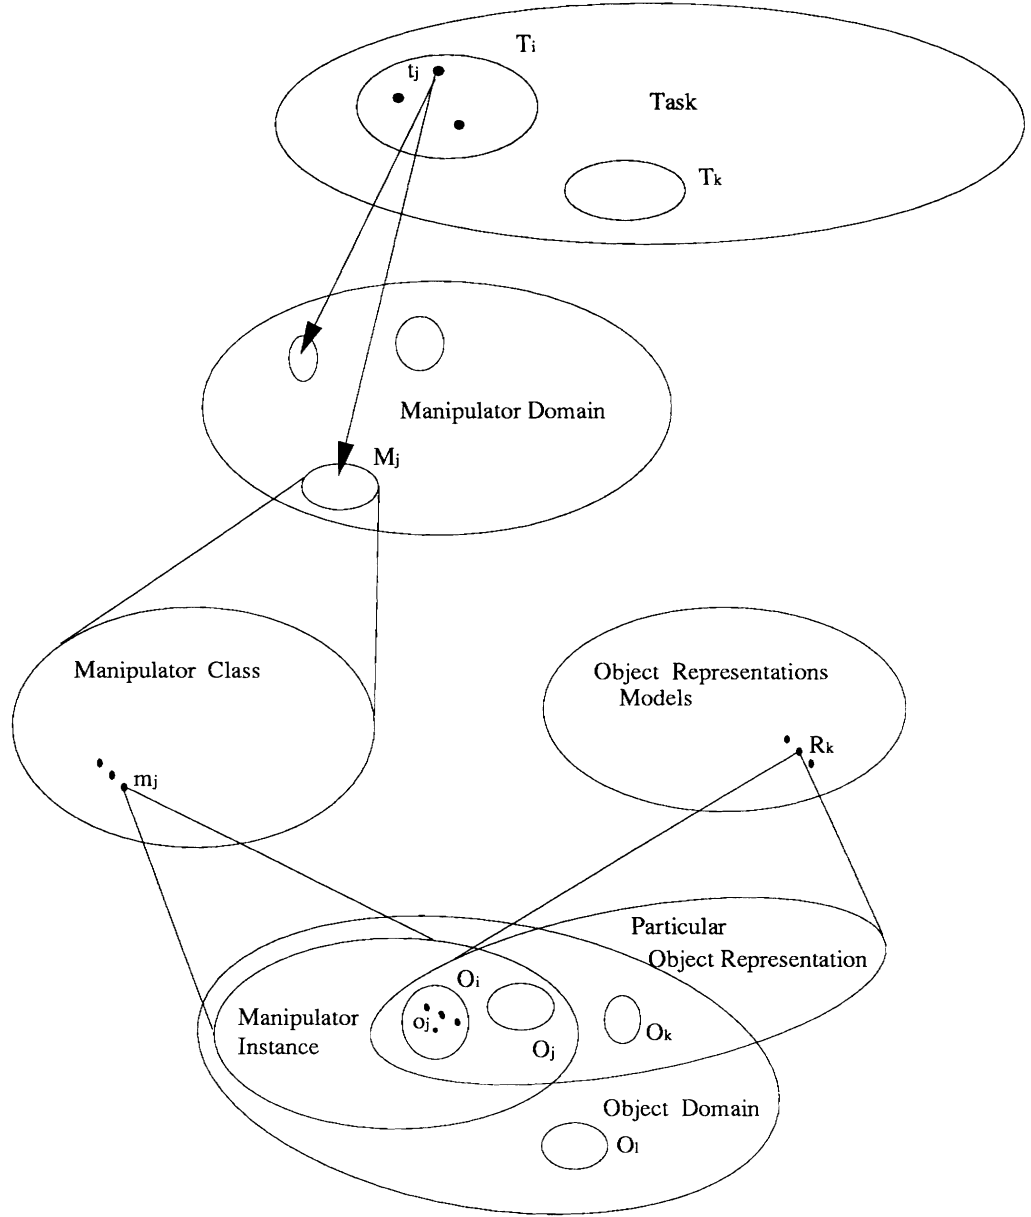 Ti
tj
Task
Tk
Manipulator Domain
Mj
Manipulator Class
Object Representations
Models
Rk
mj
Particular
Object Representation
Oi
Manipulator
Instance
oj
Oj
Ok
Object Domain
Ol